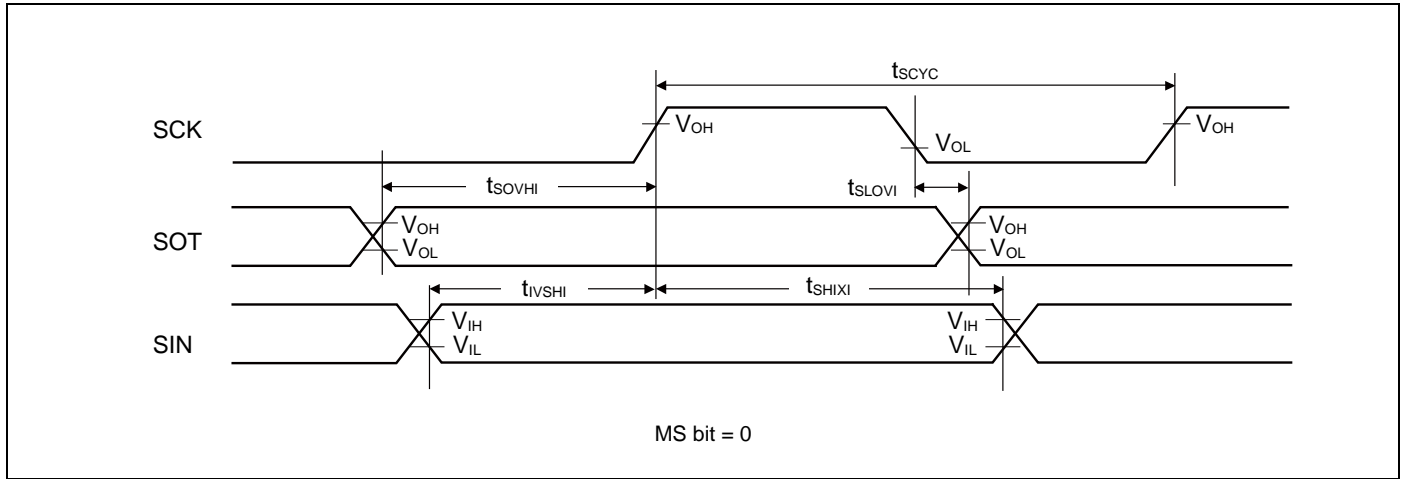 tSCYC
SCK
VOH
VOL
VOH
tSOVHI
tSLOVI
SOT
VOH
VOL
VOH
VOL
tIVSHI
tSHIXI
SIN
VIH
VIL
VIH
VIL
MS bit = 0